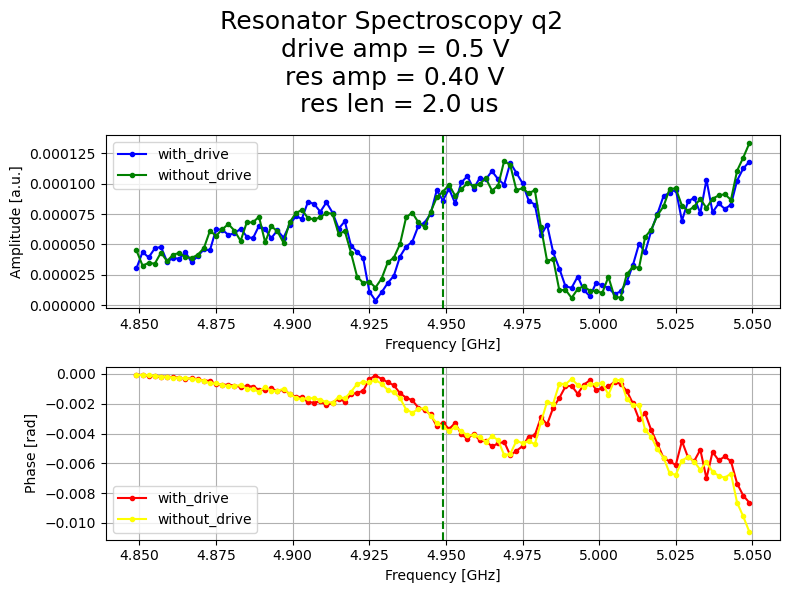 Resonator Spectroscopy q2
drive amp = 0.5 V
res amp = 0.40 V
res len = 2.0 us
0.000125
0.000100
0.000075
0.000050
0.000025
0.000000
Amplitude [a.u.]
with_drive
without_drive
4.850 4.875 4.900 4.925 4.950 4.975 5.000 5.025 5.050
Frequency [GHz]
0.000
−0.002
−0.004
−0.006
−0.008
−0.010
Phase [rad]
with_drive
without_drive
4.850 4.875 4.900 4.925 4.950 4.975 5.000 5.025 5.050
Frequency [GHz]